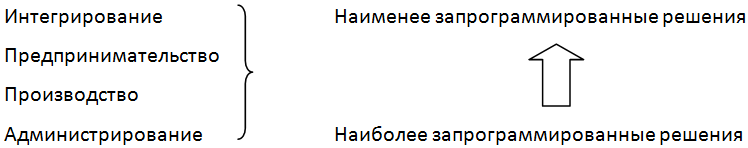 Интегрирование
Предпринимательство
Производство
Администрирование
Наименее запрограммированные решения
Наиболее запрограммированные решения